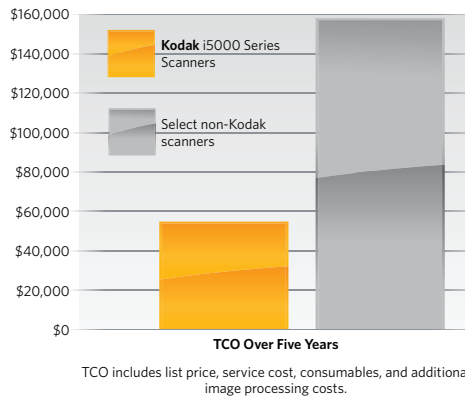 $160,000
$140,000
$120,000
$100,000
$80,000
$60,000
$40,000
$20,000
$0
Kodak i5000 Series
Scanners
Select non-Kodak
scanners
TCO Over Five Years
TCO includes list price, service cost, consumables, and additiona
image processing costs.